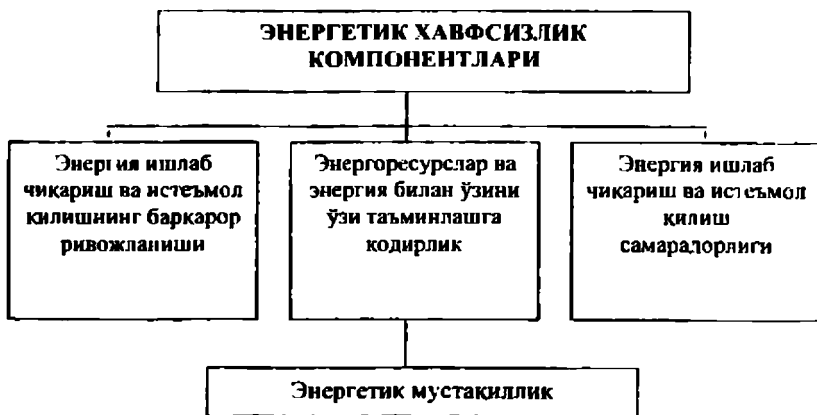 ЭНЕРГЕТИК ХАВФСИЗЛИК
КОМПОНЕНТЛАРИ
Энергия ишлаб
чиқариш ва истеъмол
қилишнинг барқарор
ривожланиши
Энергоресурслар ва
энергия билан ўзини
ўзи таъминлашга
қодирлик
Энергия ишлаб
чиқариш ва истеъмол
қилиш
самарадорлиги
Энергетик мустақиллик